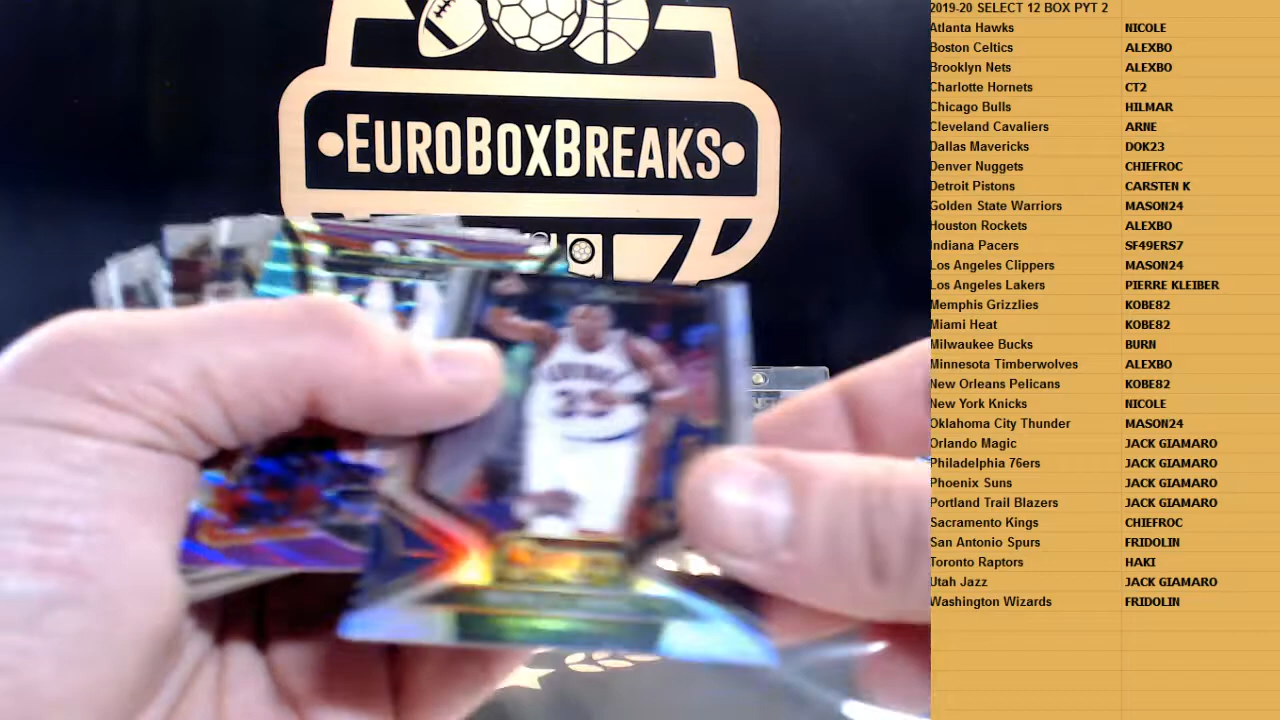 EUROBOXBREAKS
2019-20 SELECT 12 BOX PYT 2
Atlanta Hawks NICOLE
Boston Celtics ALEXBO
Brooklyn Nets ALEXBO
Charlotte Hornets CT2
Chicago Bulls HILMAR
Cleveland Cavaliers ARNE
Dallas Mavericks DOK23
Denver Nuggets CHIEFROC
Detroit Pistons CARSTEN K
Golden State Warriors MASON24
Houston Rockets ALEXBO
Indiana Pacers SF49ERS7
Los Angeles Clippers MASON24
Los Angeles Lakers PIERRE KLEIBER
Memphis Grizzlies KOBE82
Miami Heat KOBE82
Milwaukee Bucks BURN
Minnesota Timberwolves ALEXBO
New Orleans Pelicans KOBE82
New York Knicks NICOLE
Oklahoma City Thunder MASON24
Orlando Magic JACK GIAMARO
Philadelphia 76ers JACK GIAMARO
Phoenix Suns JACK GIAMARO
Portland Trail Blazers JACK GIAMARO
Sacramento Kings CHIEFROC
San Antonio Spurs FRIDOLIN
Toronto Raptors HAKI
Utah Jazz JACK GIAMARO
Washington Wizards FRIDOLIN